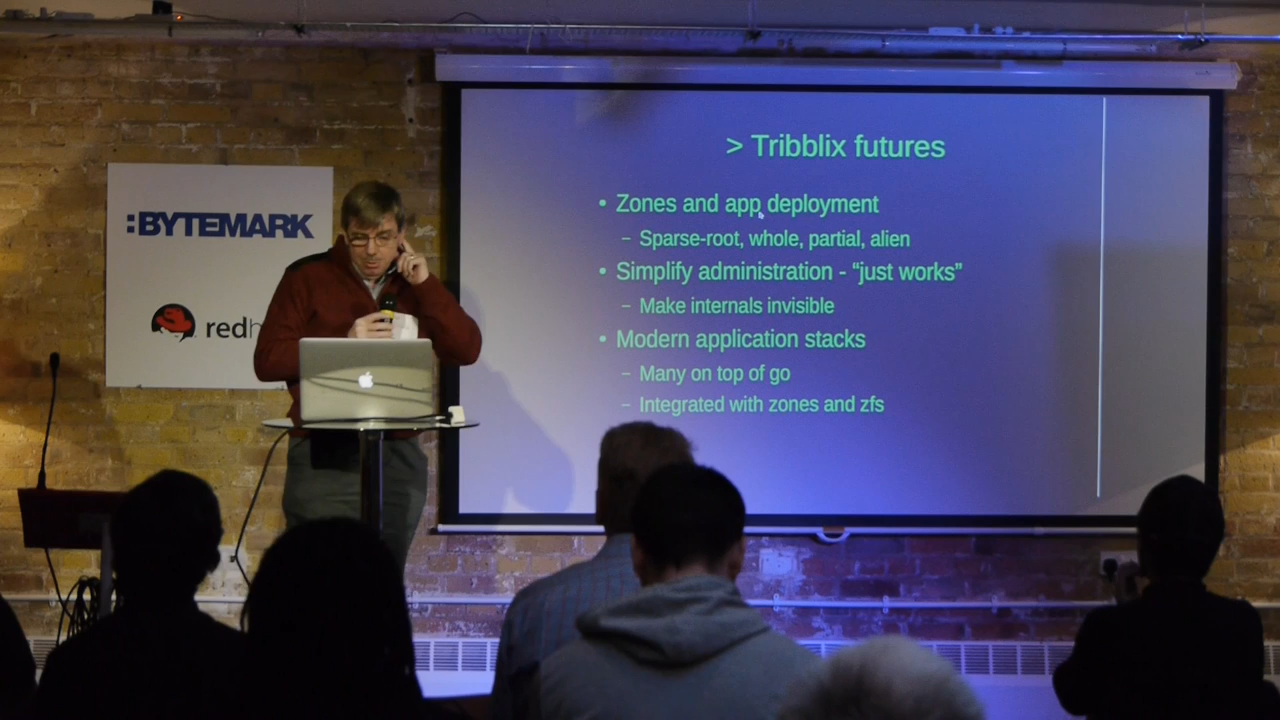 :BYTEMARK
redh
> Tribblix futures
• Zones and app deployment
– Sparse-root, whole, partial, alien
• Simplify administration - “just works”
– Make internals invisible
• Modern application stacks
– Many on top of go
– Integrated with zones and zfs